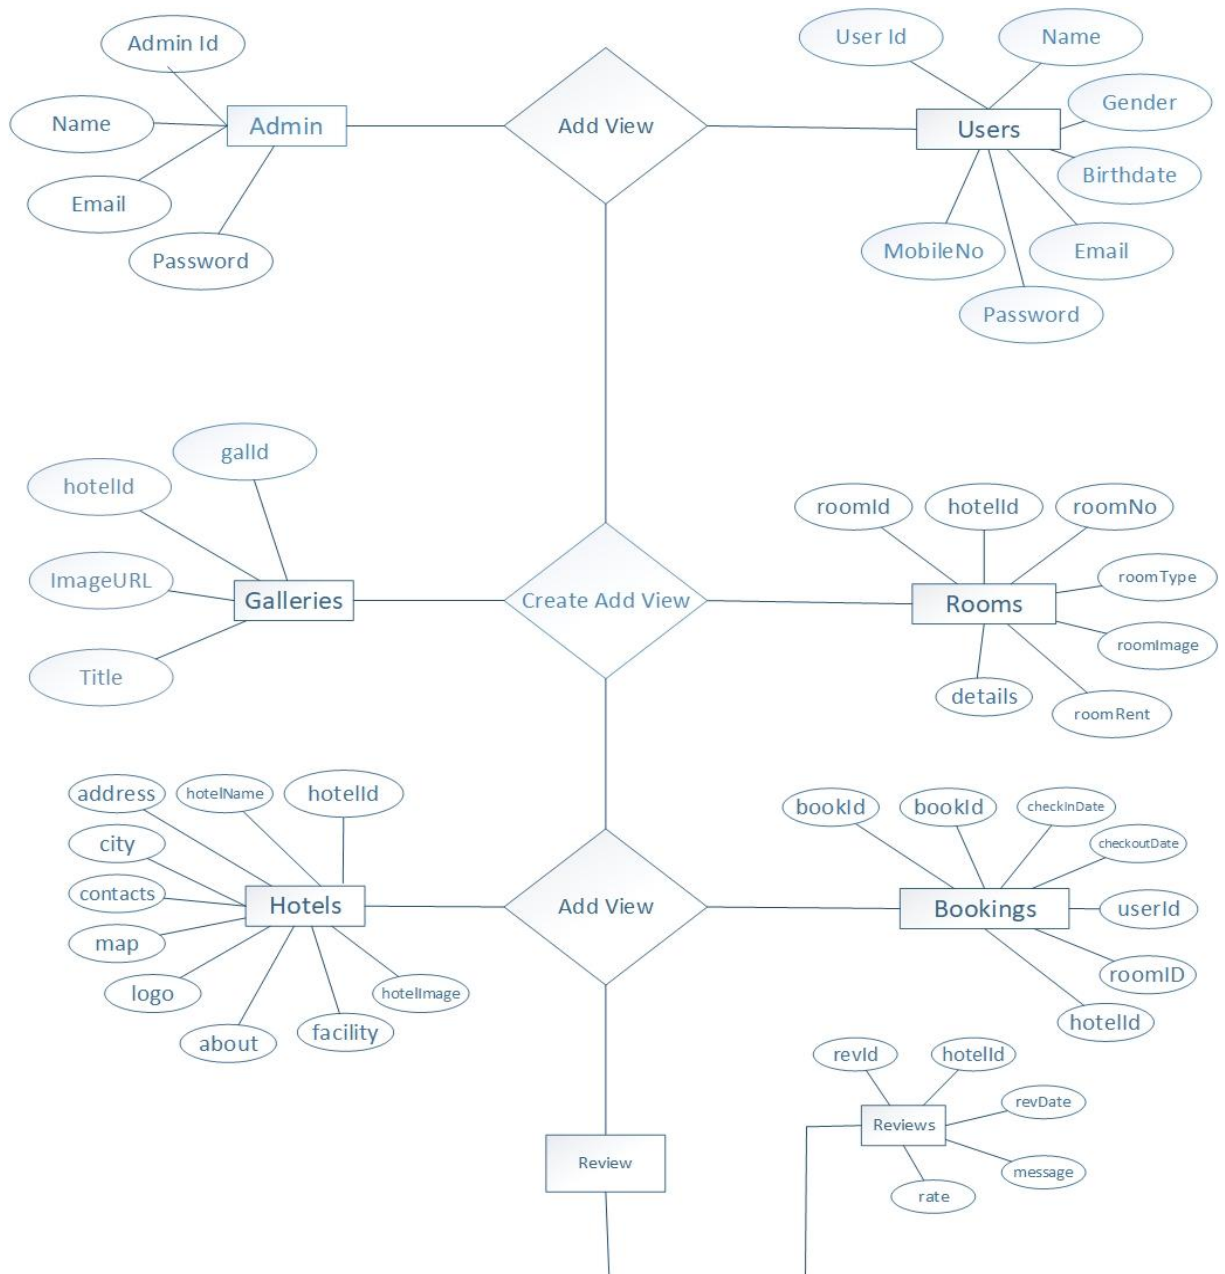 Admin Id
Name
Email
Password
Admin
Add View
User Id
Name
Gender
Birthdate
Email
Password
MobileNo
Users
galId
hotelId
ImageURL
Title
Galleries
Create Add View
roomId
hotelId
roomNo
roomType
roomImage
roomRent
details
Rooms
address
hotelName
hotelId
city
contacts
map
logo
about
facility
hotelImage
Hotels
Add View
bookId
bookId
checkInDate
checkoutDate
userId
roomID
hotelId
Bookings
Review
revId
hotelId
revDate
message
rate
Reviews